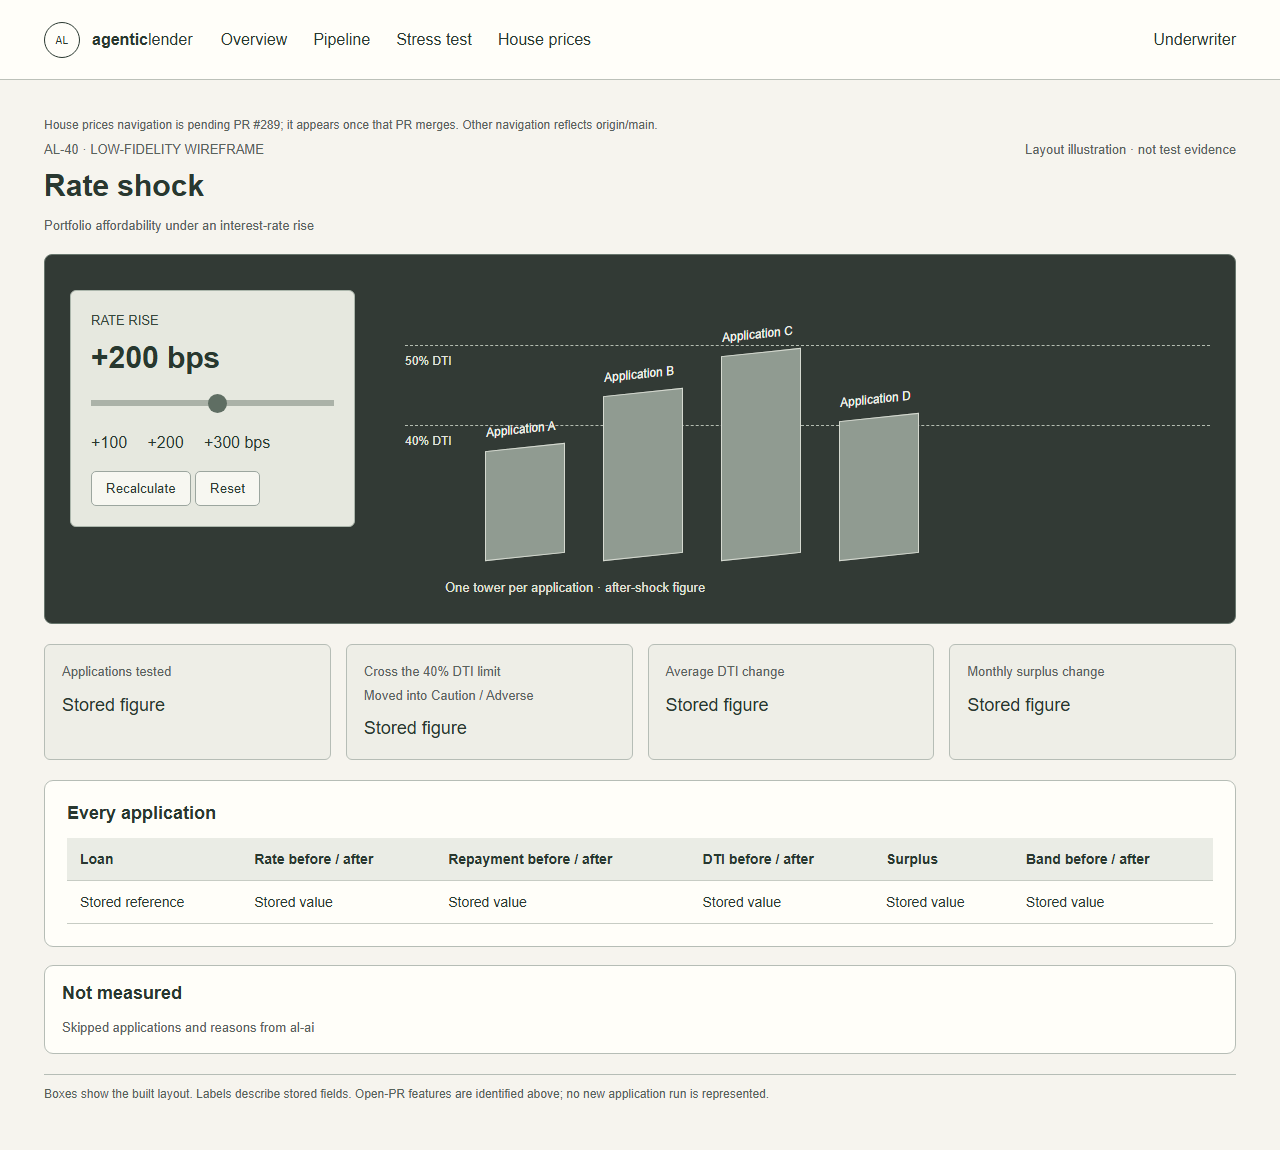 AL agenticlender Overview Pipeline Stress test House prices Underwriter
House prices navigation is pending PR #289; it appears once that PR merges. Other navigation reflects origin/main.
AL-40 · LOW-FIDELITY WIREFRAME Layout illustration · not test evidence
Rate shock
Portfolio affordability under an interest-rate rise
RATE RISE
+200 bps
+100 +200 +300 bps
Recalculate Reset
50% DTI
40% DTI
Application A
Application B
Application C
Application D
One tower per application · after-shock figure
Applications tested
Stored figure
Cross the 40% DTI limit
Moved into Caution / Adverse
Stored figure
Average DTI change
Stored figure
Monthly surplus change
Stored figure
Every application
Loan Rate before / after Repayment before / after DTI before / after Surplus Band before / after
Stored reference Stored value Stored value Stored value Stored value Stored value
Not measured
Skipped applications and reasons from al-ai
Boxes show the built layout. Labels describe stored fields. Open-PR features are identified above; no new application run is represented.